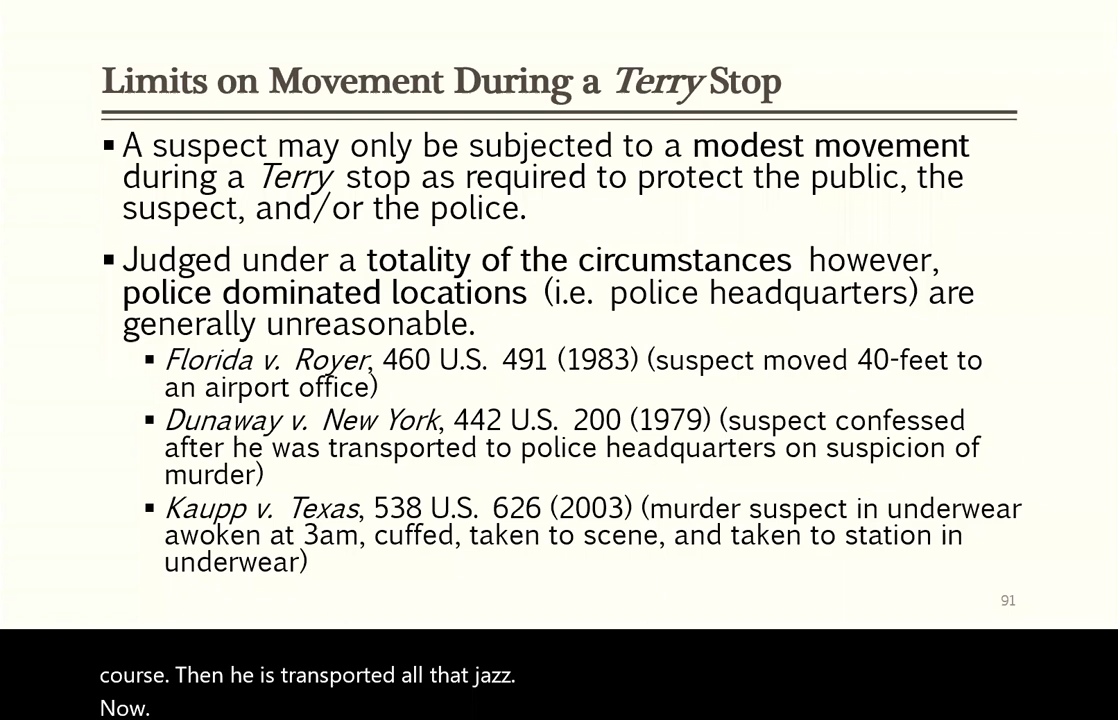 Limits on Movement During a Terry Stop
▪ A suspect may only be subjected to a modest movement
during a Terry stop as required to protect the public, the
suspect, and/or the police.
▪ Judged under a totality of the circumstances however,
police dominated locations (i.e. police headquarters) are
generally unreasonable.
▪ Florida v. Royer, 460 U.S. 491 (1983) (suspect moved 40-feet to
an airport office)
▪ Dunaway v. New York, 442 U.S. 200 (1979) (suspect confessed
after he was transported to police headquarters on suspicion of
murder)
▪ Kaupp v. Texas, 538 U.S. 626 (2003) (murder suspect in underwear
awoken at 3am, cuffed, taken to scene, and taken to station in
underwear)
91
course. Then he is transported all that jazz.
Now.